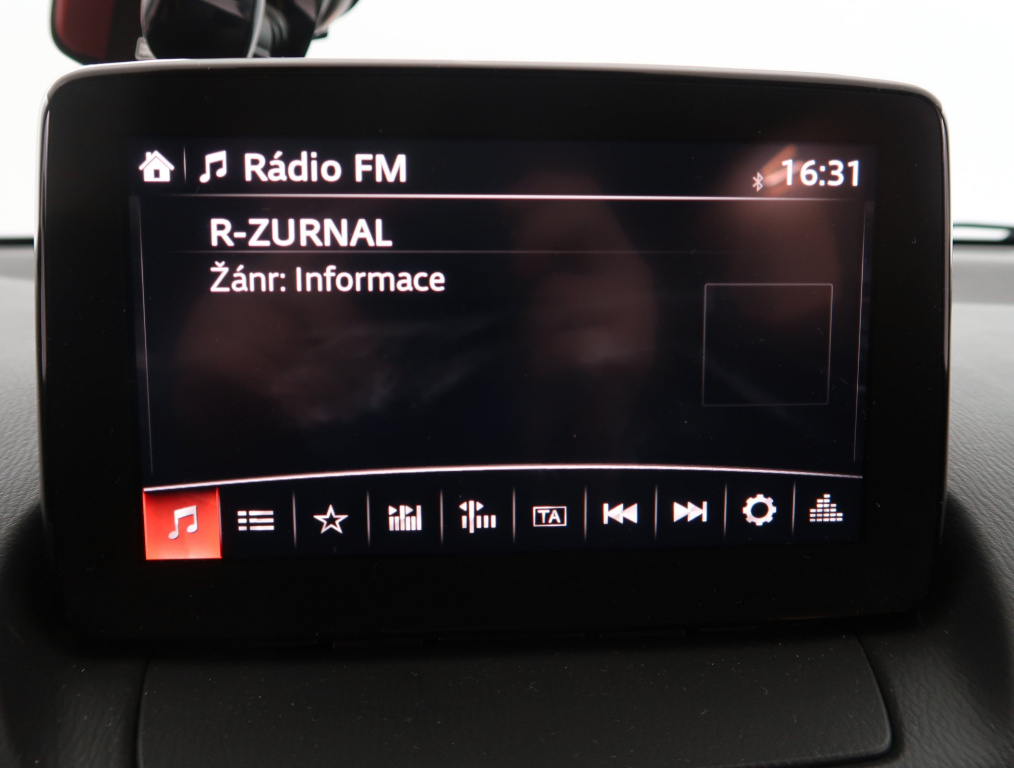 Rádio FM
16:31
R-ZURNAL
Žánr: Informace
TA